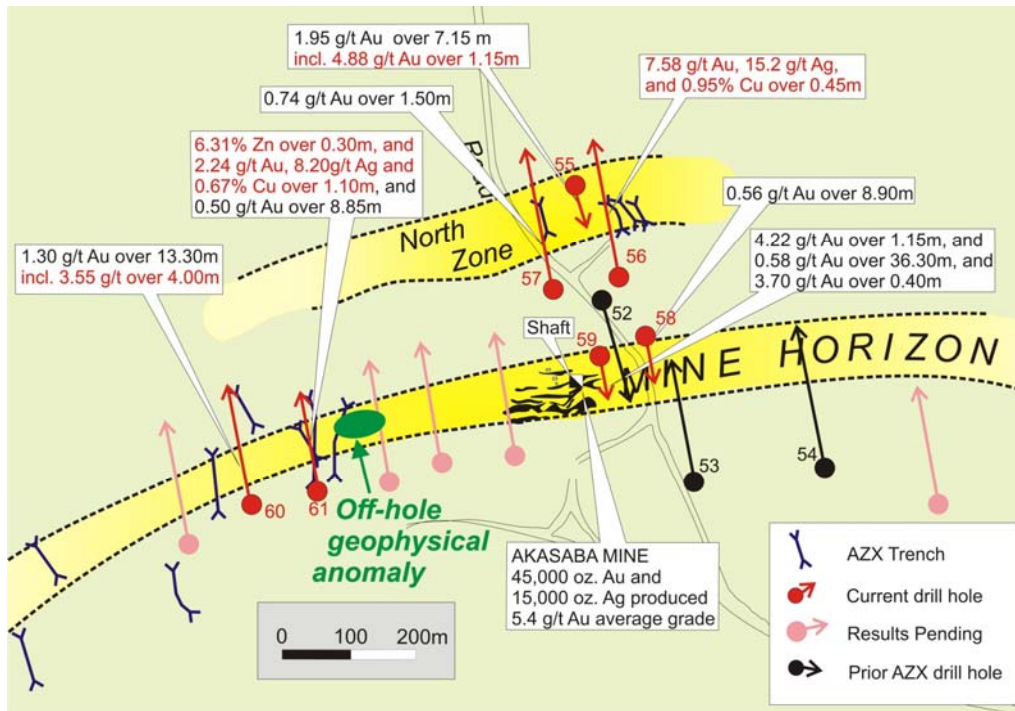 1.95 g/t Au over 7.15 m
incl. 4.88 g/t Au over 1.15m
7.58 g/t Au, 15.2 g/t Ag,
and 0.95% Cu over 0.45m
0.74 g/t Au over 1.50m
6.31% Zn over 0.30m, and
2.24 g/t Au, 8.20g/t Ag and
0.67% Cu over 1.10m, and
0.50 g/t Au over 8.85m
Road
55
0.56 g/t Au over 8.90m
North
Zone
4.22 g/t Au over 1.15m, and
0.58 g/t Au over 36.30m, and
3.70 g/t Au over 0.40m
1.30 g/t Au over 13.30m
incl. 3.55 g/t over 4.00m
57
56
52
58
Shaft
59
MINE HORIZON
53
54
60
61
Off-hole
geophysical
anomaly
AKASABA MINE
45,000 oz. Au and
15,000 oz. Ag produced
5.4 g/t Au average grade
0 100 200m
AZX Trench
Current drill hole
Results Pending
Prior AZX drill hole